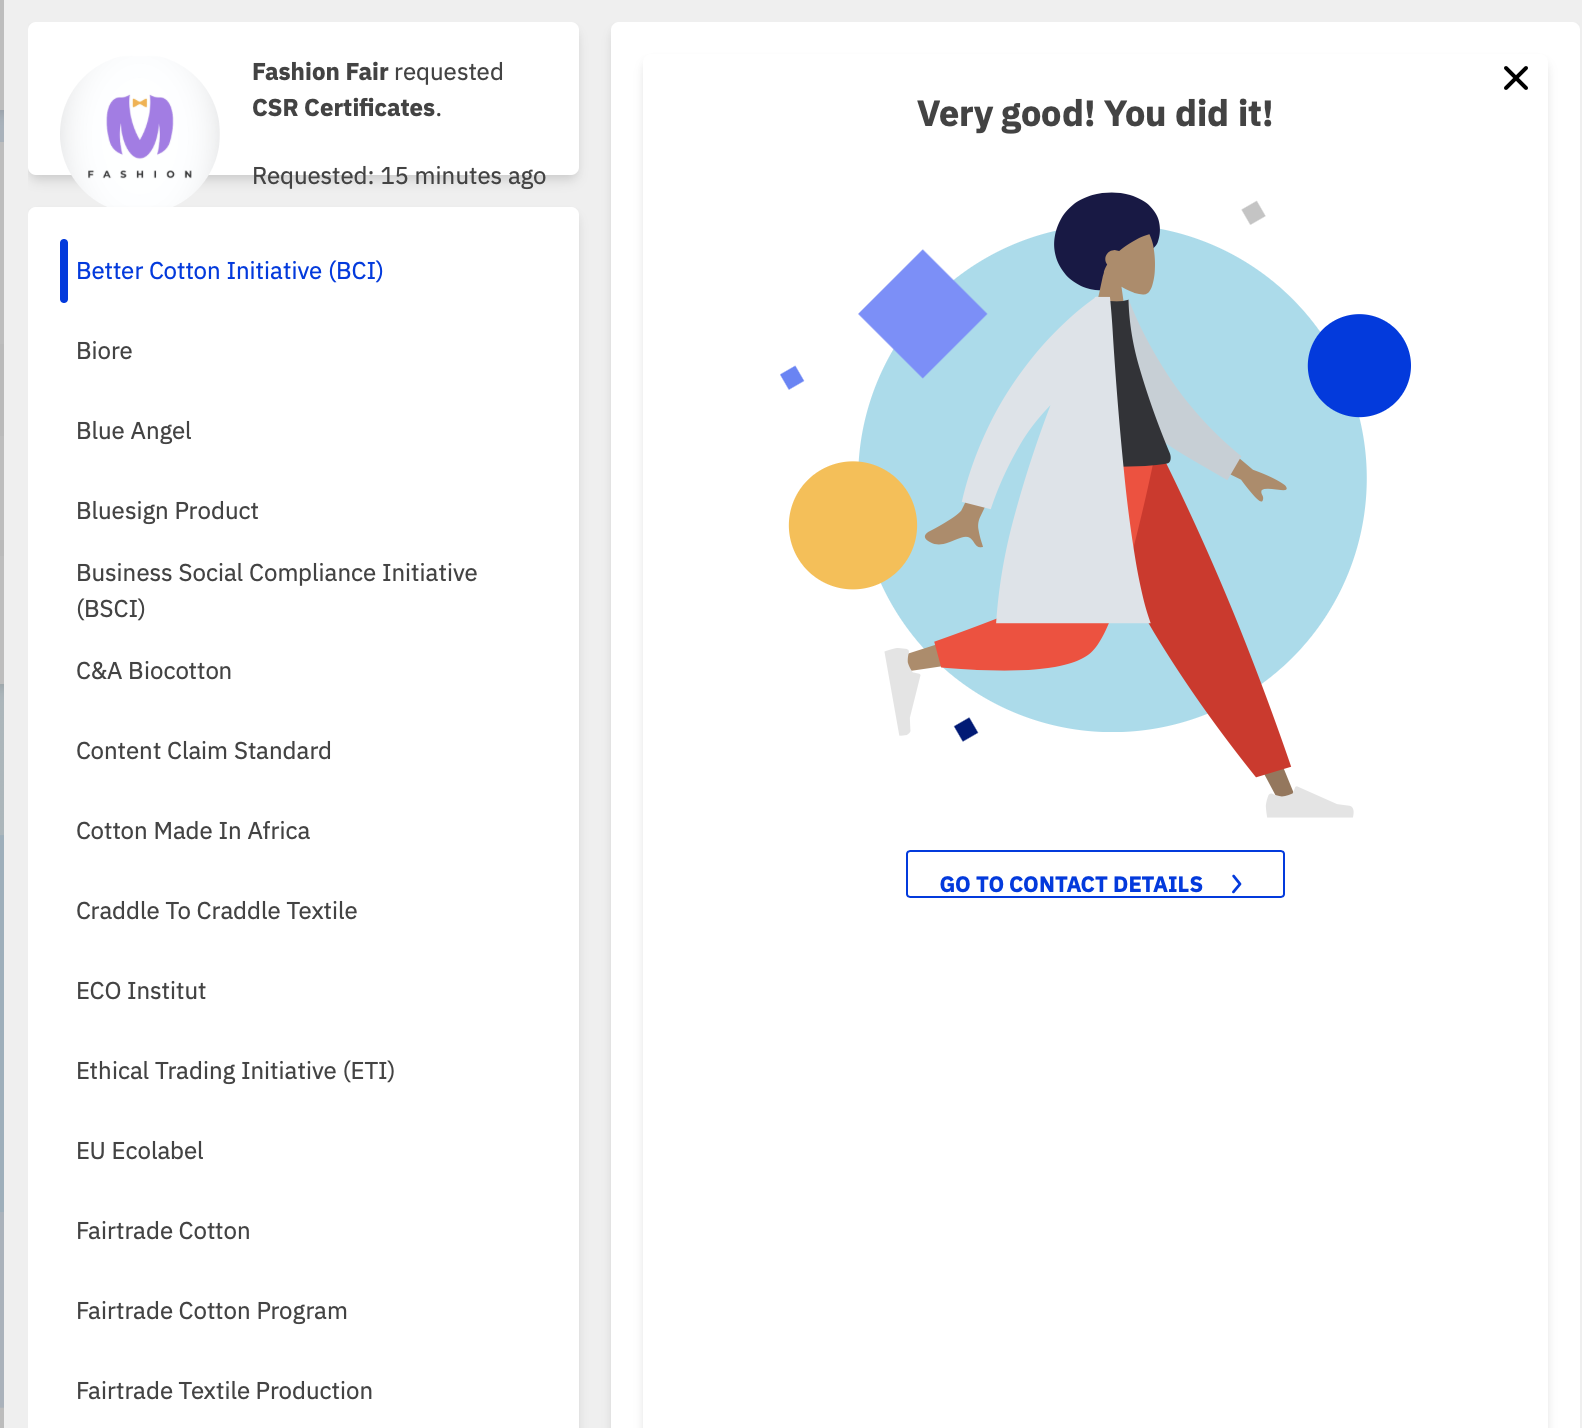 Fashion Fair requested
CSR Certificates.
FASHION
Requested: 15 minutes ago
Better Cotton Initiative (BCI)
Biore
Blue Angel
Bluesign Product
Business Social Compliance Initiative
(BSCI)
C&A Biocotton
Content Claim Standard
Cotton Made In Africa
Craddle To Craddle Textile
ECO Institut
Ethical Trading Initiative (ETI)
EU Ecolabel
Fairtrade Cotton
Fairtrade Cotton Program
Fairtrade Textile Production
Very good! You did it!
GO TO CONTACT DETAILS